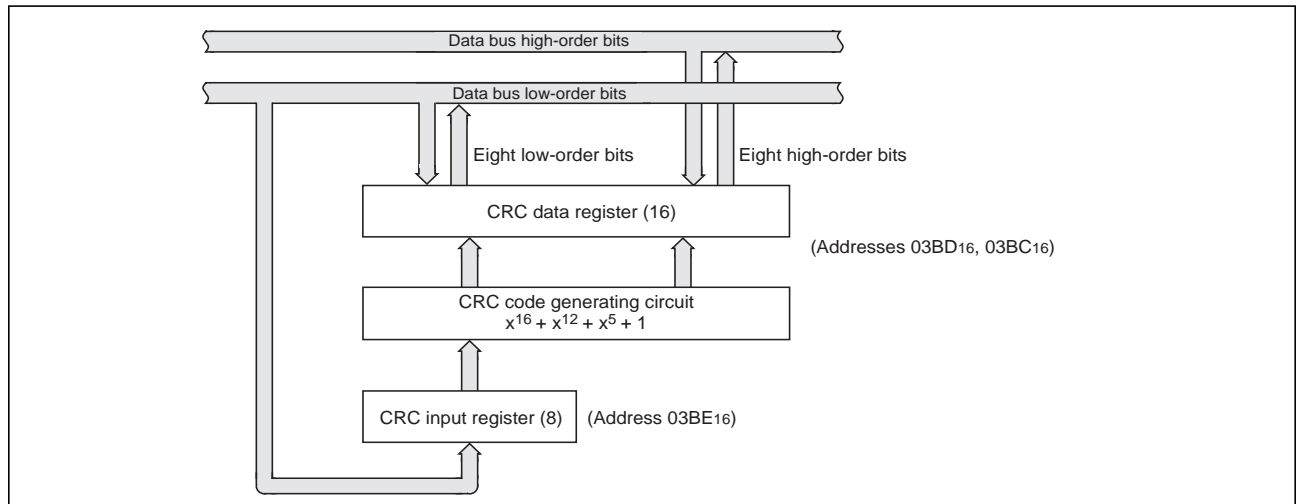 Data bus high-order bits
Data bus low-order bits
Eight low-order bits
Eight high-order bits
CRC data register (16)
(Addresses 03BD16, 03BC16)
CRC code generating circuit
x16 + x12 + x5 + 1
CRC input register (8)
(Address 03BE16)